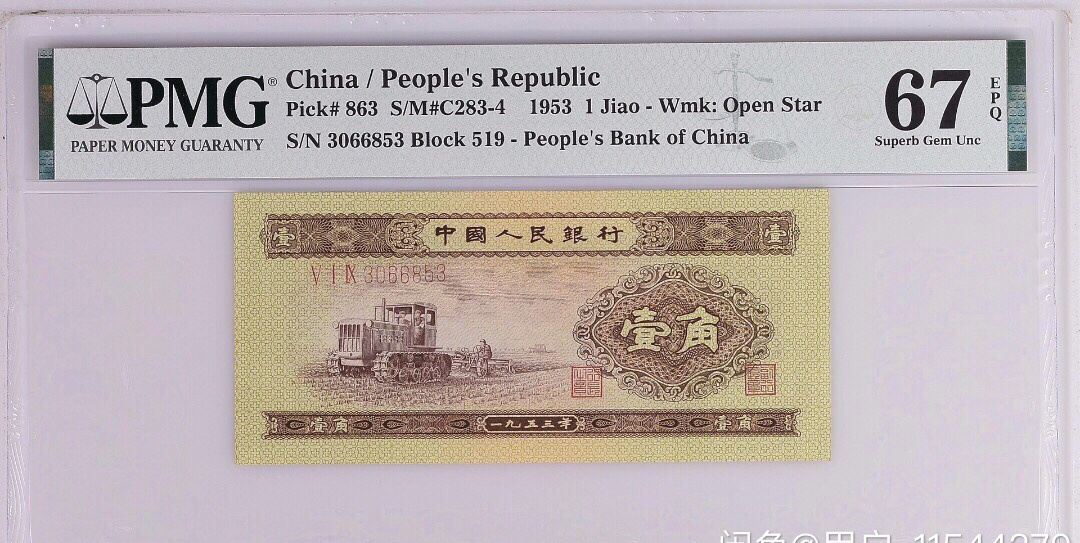 PMG®
PAPER MONEY GUARANTY
China / People's Republic
Pick# 863 S/M#C283-4 1953 1 Jiao - Wmk: Open Star
S/N 3066853 Block 519 - People's Bank of China
67
EPQ
Superb Gem Unc
壹 中國人民銀行 壹
V I IX 3066853
壹角
壹角 一九五三年 壹角